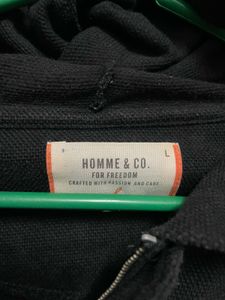 L
HOMME & CO.
FOR FREEDOM
CRAFTED WITH PASSION AND CARE